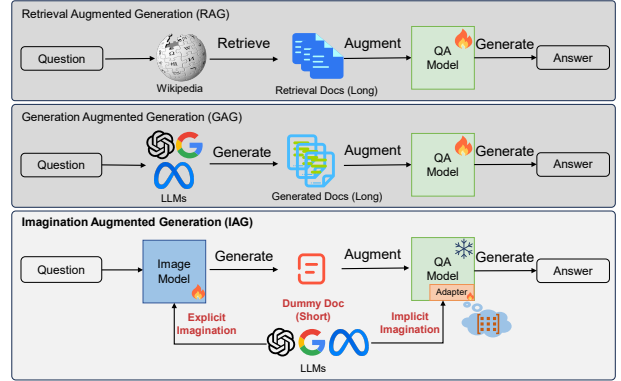 Retrieval Augmented Generation (RAG)
Question
Retrieve
Augment
QA
Model
Generate
Answer
Wikipedia
Retrieval Docs (Long)
Generation Augmented Generation (GAG)
Question
Generate
Augment
QA
Model
Generate
Answer
LLMs
Generated Docs (Long)
Imagination Augmented Generation (IAG)
Question
Image
Model
Generate
Augment
QA
Model
Adapter
Generate
Answer
Dummy Doc
(Short)
Explicit
Imagination
Implicit
Imagination
LLMs